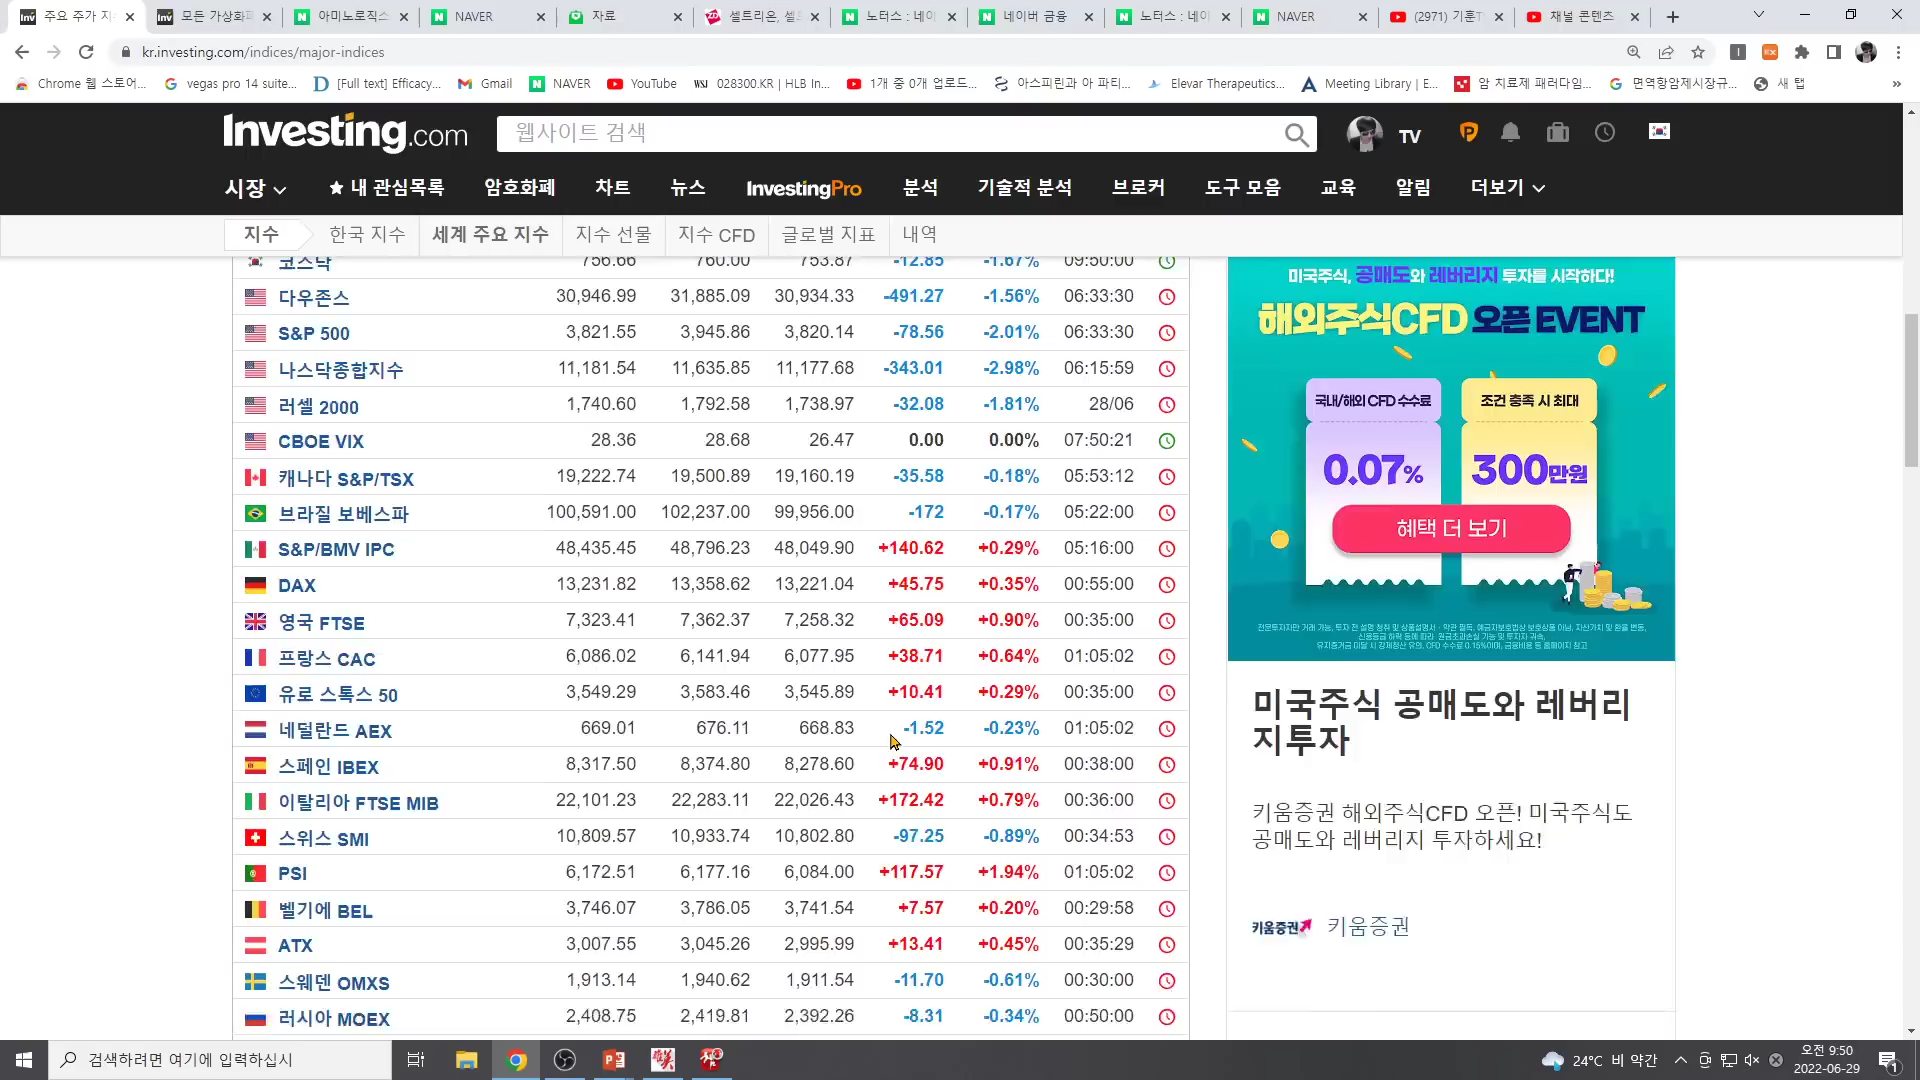 주요 주가 지수
모든 가상화폐
아미노로직스
NAVER
자료
셀트리온, 셀트
노터스 : 네이
네이버 금융
노터스 : 네이
NAVER
(2971) 기훈T
채널 콘텐츠
kr.investing.com/indices/major-indices
Chrome 웹 스토어...
vegas pro 14 suite...
[Full text] Efficacy...
Gmail
NAVER
YouTube
WSJ 028300.KR | HLB In...
1개 중 0개 업로드...
아스피린과 아 파티...
Elevar Therapeutics...
Meeting Library | E...
암 치료제 패러다임...
면역항암제시장규...
새 탭
»
Investing.com
웹사이트 검색
TV
시장
내 관심목록
암호화폐
차트
뉴스
InvestingPro
분석
기술적 분석
브로커
도구 모음
교육
알림
더보기
지수
한국 지수
세계 주요 지수
지수 선물
지수 CFD
글로벌 지표
내역
코스닥 756.66 760.00 753.87 -12.85 -1.67% 09:50:00
다우존스 30,946.99 31,885.09 30,934.33 -491.27 -1.56% 06:33:30
S&P 500 3,821.55 3,945.86 3,820.14 -78.56 -2.01% 06:33:30
나스닥종합지수 11,181.54 11,635.85 11,177.68 -343.01 -2.98% 06:15:59
러셀 2000 1,740.60 1,792.58 1,738.97 -32.08 -1.81% 28/06
CBOE VIX 28.36 28.68 26.47 0.00 0.00% 07:50:21
캐나다 S&P/TSX 19,222.74 19,500.89 19,160.19 -35.58 -0.18% 05:53:12
브라질 보베스파 100,591.00 102,237.00 99,956.00 -172 -0.17% 05:22:00
S&P/BMV IPC 48,435.45 48,796.23 48,049.90 +140.62 +0.29% 05:16:00
DAX 13,231.82 13,358.62 13,221.04 +45.75 +0.35% 00:55:00
영국 FTSE 7,323.41 7,362.37 7,258.32 +65.09 +0.90% 00:35:00
프랑스 CAC 6,086.02 6,141.94 6,077.95 +38.71 +0.64% 01:05:02
유로 스톡스 50 3,549.29 3,583.46 3,545.89 +10.41 +0.29% 00:35:00
네덜란드 AEX 669.01 676.11 668.83 -1.52 -0.23% 01:05:02
스페인 IBEX 8,317.50 8,374.80 8,278.60 +74.90 +0.91% 00:38:00
이탈리아 FTSE MIB 22,101.23 22,283.11 22,026.43 +172.42 +0.79% 00:36:00
스위스 SMI 10,809.57 10,933.74 10,802.80 -97.25 -0.89% 00:34:53
PSI 6,172.51 6,177.16 6,084.00 +117.57 +1.94% 01:05:02
벨기에 BEL 3,746.07 3,786.05 3,741.54 +7.57 +0.20% 00:29:58
ATX 3,007.55 3,045.26 2,995.99 +13.41 +0.45% 00:35:29
스웨덴 OMXS 1,913.14 1,940.62 1,911.54 -11.70 -0.61% 00:30:00
러시아 MOEX 2,408.75 2,419.81 2,392.26 -8.31 -0.34% 00:50:00
미국주식, 공매도와 레버리지 투자를 시작하다!
해외주식CFD 오픈 EVENT
국내/해외 CFD 수수료
0.07%
조건 충족 시 최대
300만원
혜택 더 보기
미국주식 공매도와 레버리
지투자
키움증권 해외주식CFD 오픈! 미국주식도
공매도와 레버리지 투자하세요!
키움증권 키움증권
검색하려면 여기에 입력하십시
24°C 비 약간
오전 9:50
2022-06-29
1